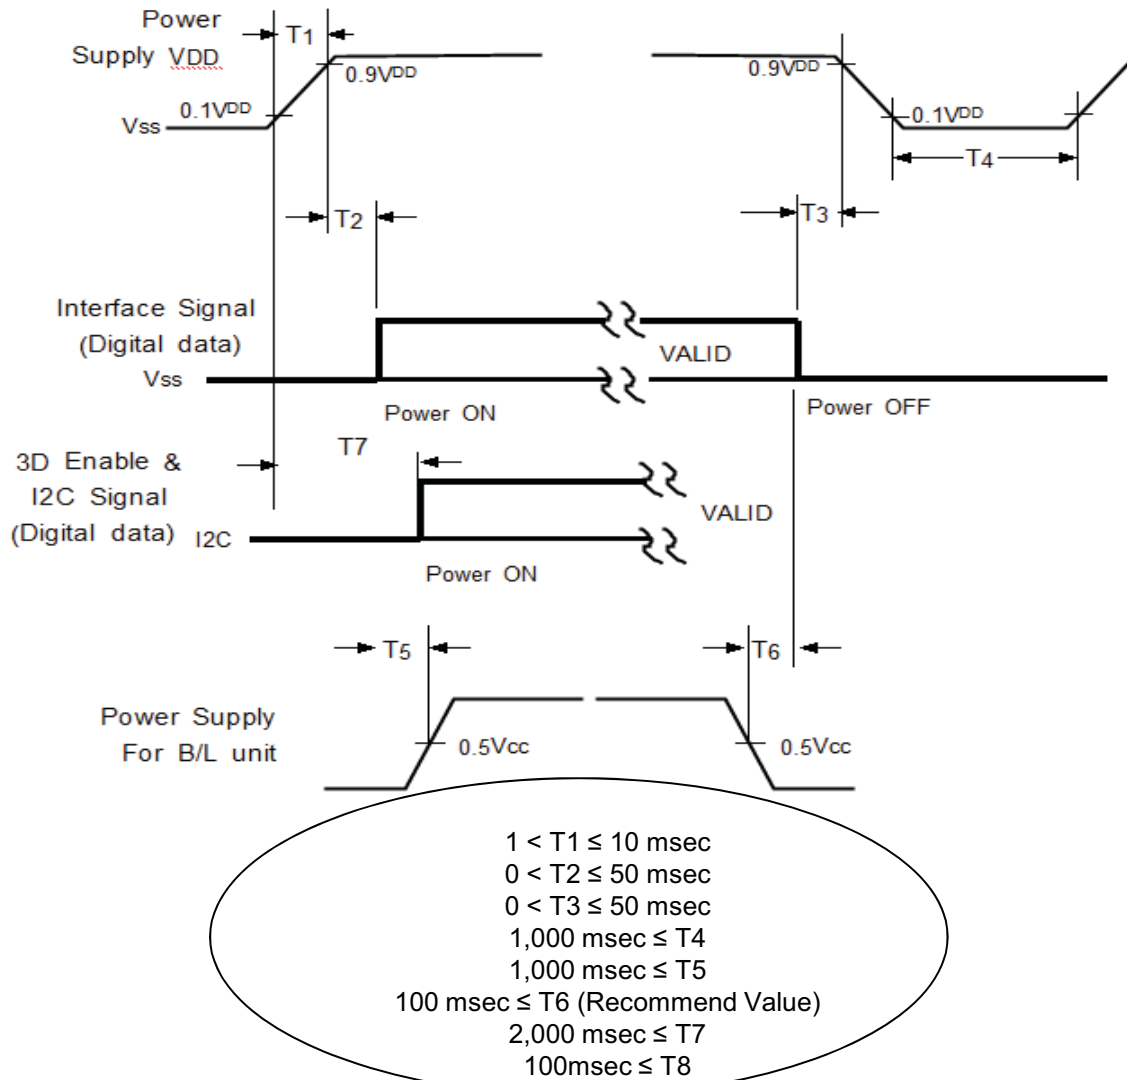 Power
Supply VDD
T1
0.9VDD
0.1VDD
Vss
0.9VDD
0.1VDD
T4
T2
T3
Interface Signal
(Digital data)
Vss
VALID
Power ON
Power OFF
3D Enable &
I2C Signal
(Digital data)
I2C
T7
VALID
Power ON
T5
T6
Power Supply
For B/L unit
0.5Vcc
0.5Vcc
1 < T1 ≤ 10 msec
0 < T2 ≤ 50 msec
0 < T3 ≤ 50 msec
1,000 msec ≤ T4
1,000 msec ≤ T5
100 msec ≤ T6 (Recommend Value)
2,000 msec ≤ T7
100msec ≤ T8